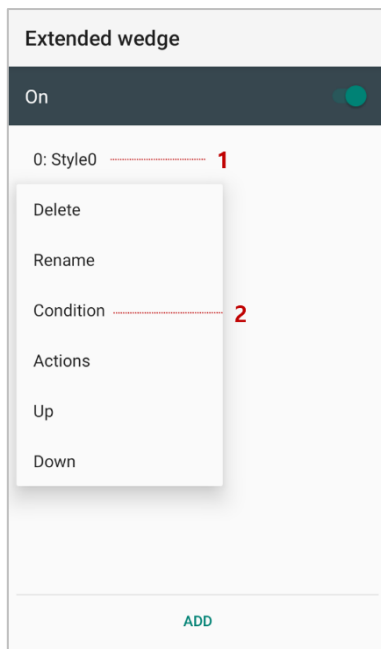 Extended wedge
On
0: Style0 1
Delete
Rename
Condition 2
Actions
Up
Down
ADD